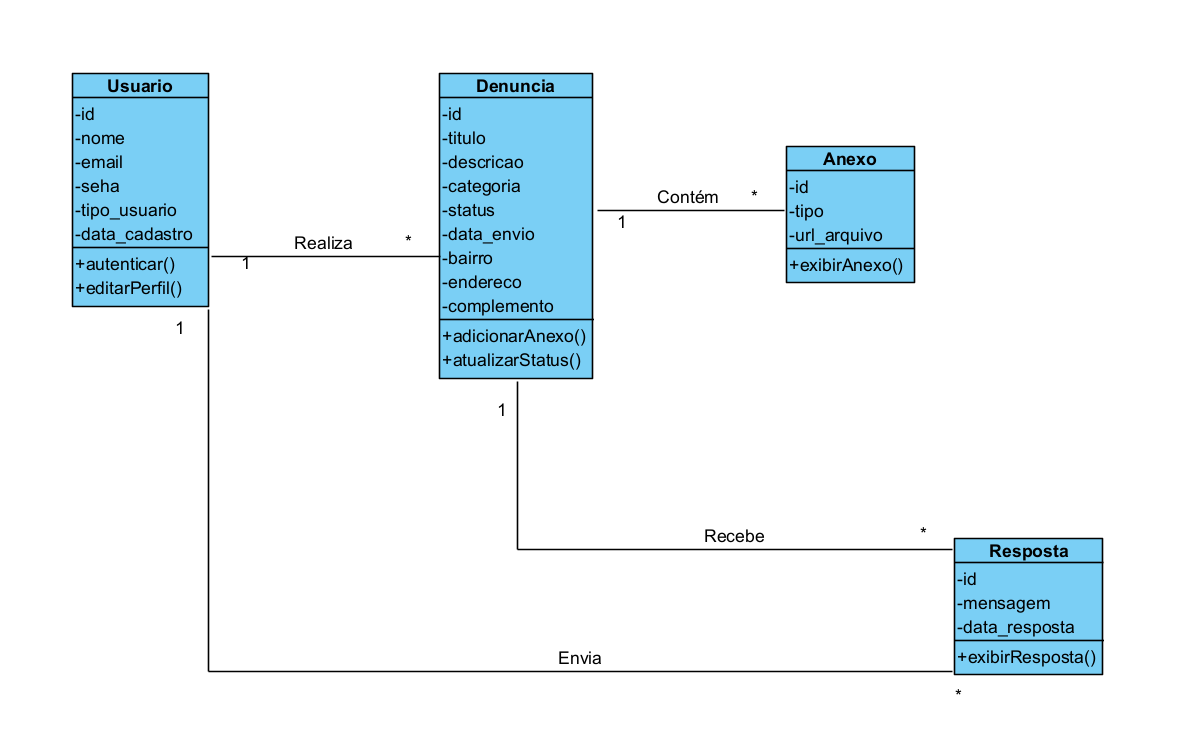 Usuario
-id
-nome
-email
-seha
-tipo_usuario
-data_cadastro
+autenticar()
+editarPerfil()
1
Realiza
*
1
Denuncia
-id
-titulo
-descricao
-categoria
-status
-data_envio
-bairro
-endereco
-complemento
+adicionarAnexo()
+atualizarStatus()
1
Contém
*
1
Anexo
-id
-tipo
-url_arquivo
+exibirAnexo()
Recebe
*
Resposta
-id
-mensagem
-data_resposta
+exibirResposta()
Envia
*